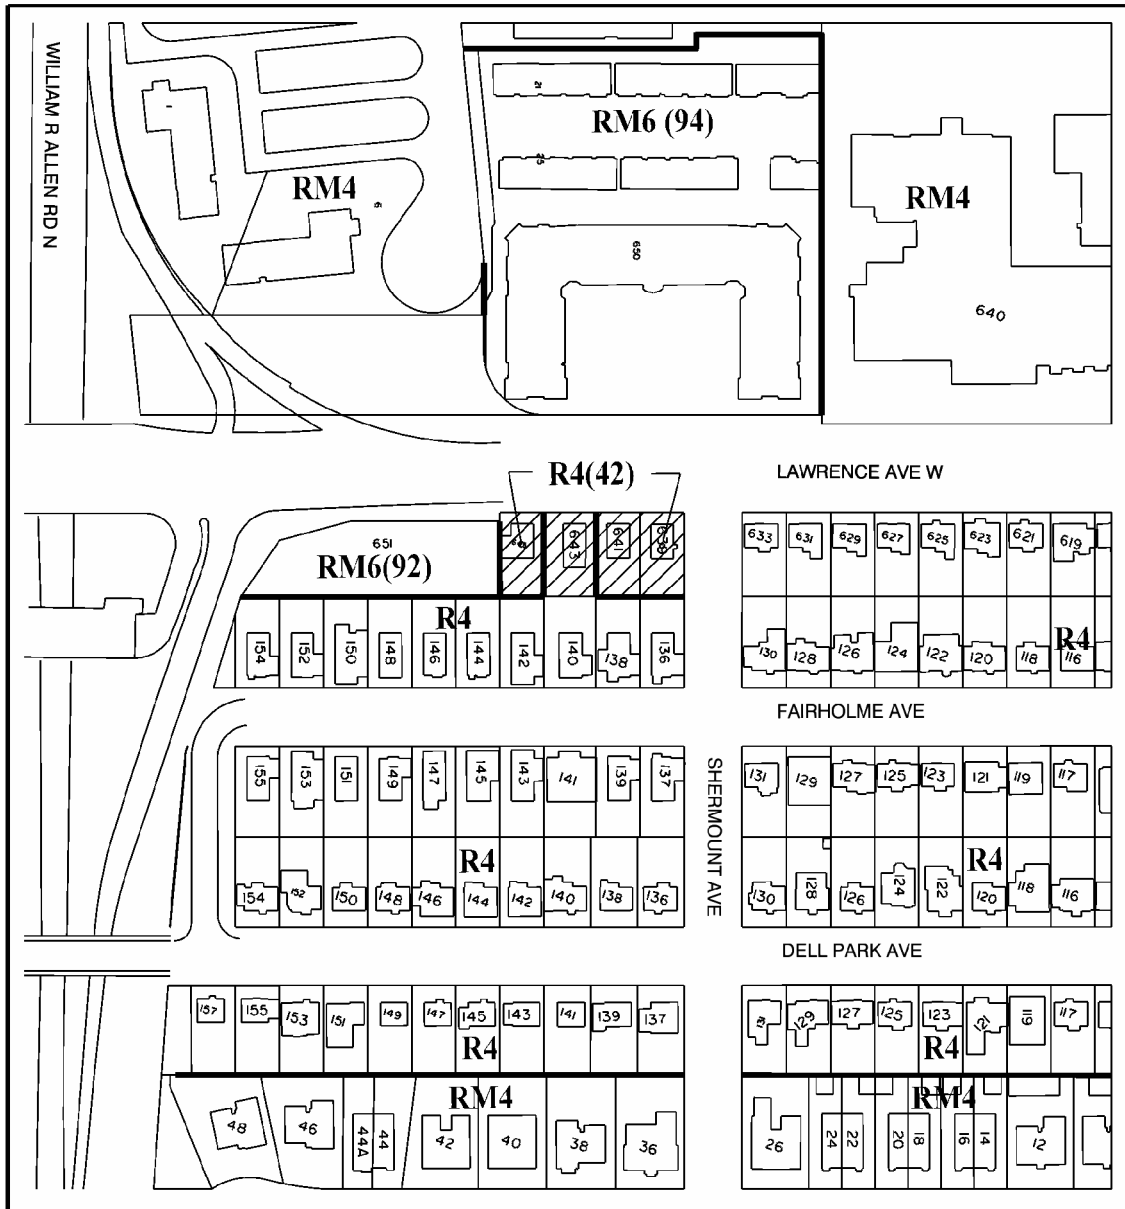 WILLIAM R ALLEN RD N
21
RM6 (94)
25
RM4
6
RM4
650
640
LAWRENCE AVE W
R4(42)
651
RM6(92)
643 641 639
633 631 629 627 625 623 621 619
R4
154 152 150 148 146 144 142 140 138 136
R4
130 128 126 124 122 120 118 116
FAIRHOLME AVE
155 153 151 149 147 145 143 141 139 137
131 129 127 125 123 121 119 117
SHERMOUNT AVE
R4
R4
154 152 150 148 146 144 142 140 138 136
130 128 126 124 122 120 118 116
DELL PARK AVE
157 155 153 151 149 147 145 143 141 139 137
131 129 127 125 123 121 119 117
R4
R4
RM4
RM4
48 46 44A 44 42 40 38 36
26 24 22 20 18 16 14 12